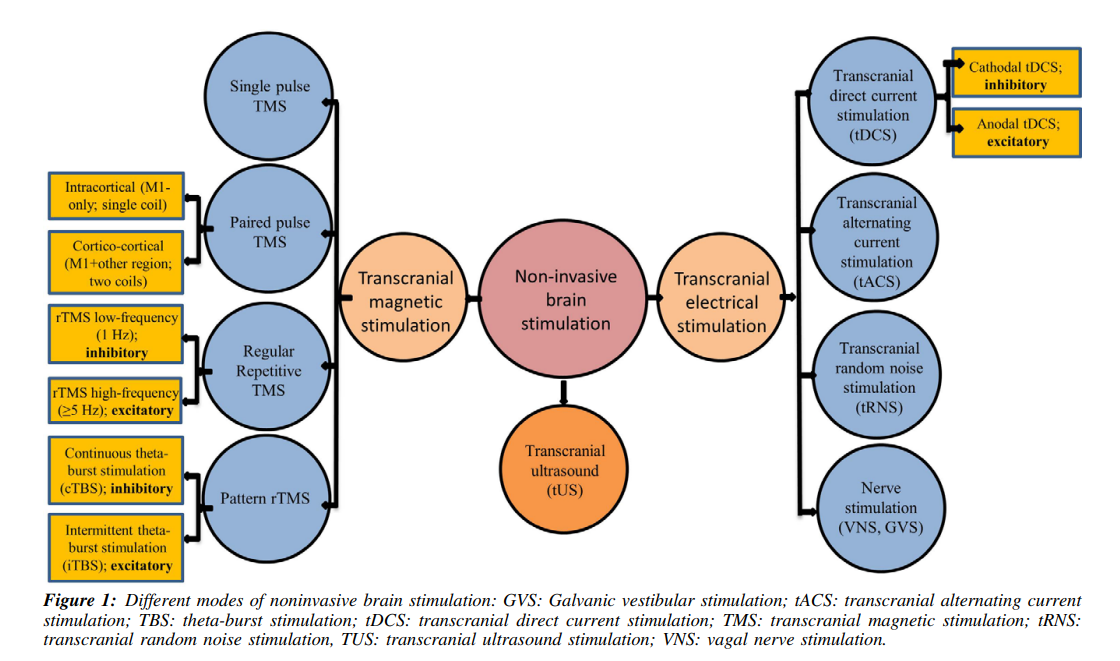 Single pulse
TMS
Intracortical (M1-
only; single coil)
Paired pulse
TMS
Cortico-cortical
(M1+other region;
two coils)
rTMS low-frequency
(1 Hz);
inhibitory
Regular
Repetitive
TMS
rTMS high-frequency
(≥5 Hz); excitatory
Continuous theta-
burst stimulation
(cTBS); inhibitory
Pattern rTMS
Intermittent theta-
burst stimulation
(iTBS); excitatory
Transcranial
magnetic
stimulation
Non-invasive
brain
stimulation
Transcranial
ultrasound
(tUS)
Transcranial
electrical
stimulation
Transcranial
direct current
stimulation
(tDCS)
Cathodal tDCS;
inhibitory
Anodal tDCS;
excitatory
Transcranial
alternating
current
stimulation
(tACS)
Transcranial
random noise
stimulation
(tRNS)
Nerve
stimulation
(VNS, GVS)
Figure 1: Different modes of noninvasive brain stimulation: GVS: Galvanic vestibular stimulation; tACS: transcranial alternating current
stimulation; TBS: theta-burst stimulation; tDCS: transcranial direct current stimulation; TMS: transcranial magnetic stimulation; tRNS:
transcranial random noise stimulation, TUS: transcranial ultrasound stimulation; VNS: vagal nerve stimulation.